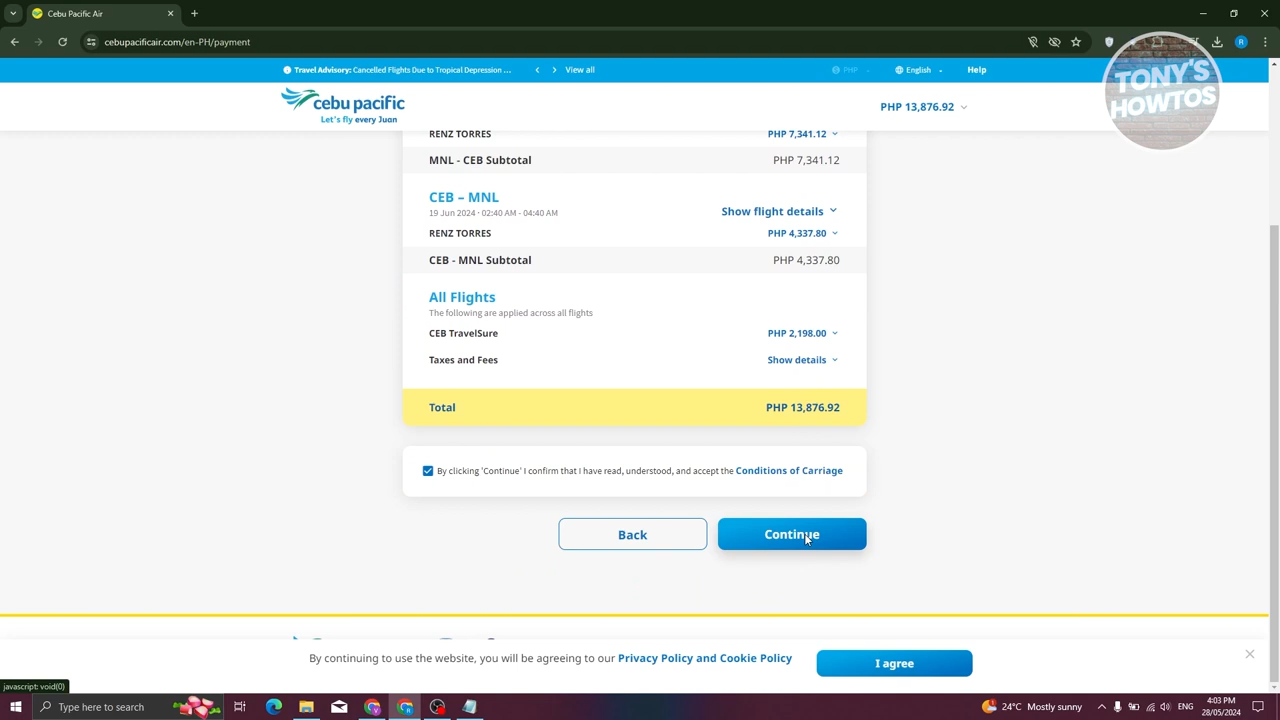 Cebu Pacific Air
cebupacificair.com/en-PH/payment
R
Travel Advisory: Cancelled Flights Due to Tropical Depression ...
View all
PHP
English
Help
cebu pacific
Let's fly every Juan
PHP 13,876.92
TONY'S
HOWTOS
RENZ TORRES PHP 7,341.12
MNL - CEB Subtotal PHP 7,341.12
CEB – MNL
19 Jun 2024 · 02:40 AM - 04:40 AM
Show flight details
RENZ TORRES PHP 4,337.80
CEB - MNL Subtotal PHP 4,337.80
All Flights
The following are applied across all flights
CEB TravelSure PHP 2,198.00
Taxes and Fees Show details
Total PHP 13,876.92
By clicking 'Continue' I confirm that I have read, understood, and accept the Conditions of Carriage
Back
Continue
By continuing to use the website, you will be agreeing to our Privacy Policy and Cookie Policy
I agree
javascript: void(0)
Type here to search
24°C Mostly sunny
ENG
4:03 PM
28/05/2024